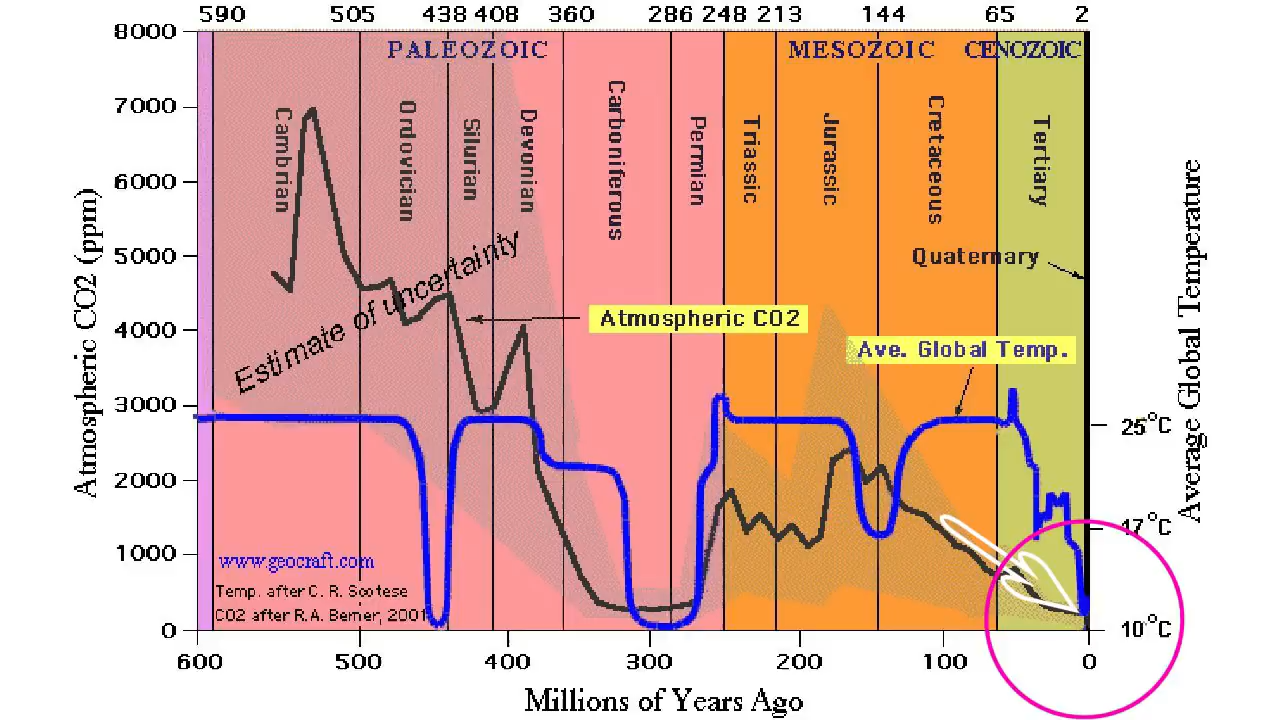 590 505 438 408 360 286 248 213 144 65 2
PALEOZOIC MESOZOIC CENOZOIC
8000
7000
6000
5000
4000
3000
2000
1000
0
Atmospheric CO2 (ppm)
Cambrian
Ordovician
Silurian
Devonian
Carboniferous
Permian
Triassic
Jurassic
Cretaceous
Tertiary
Quaternary
Estimate of uncertainty
Atmospheric CO2
Ave. Global Temp.
25°C
17°C
10°C
Average Global Temperature
www.geocraft.com
Temp. after C. R. Scotese
CO2 after R.A. Berner, 2001
600 500 400 300 200 100 0
Millions of Years Ago